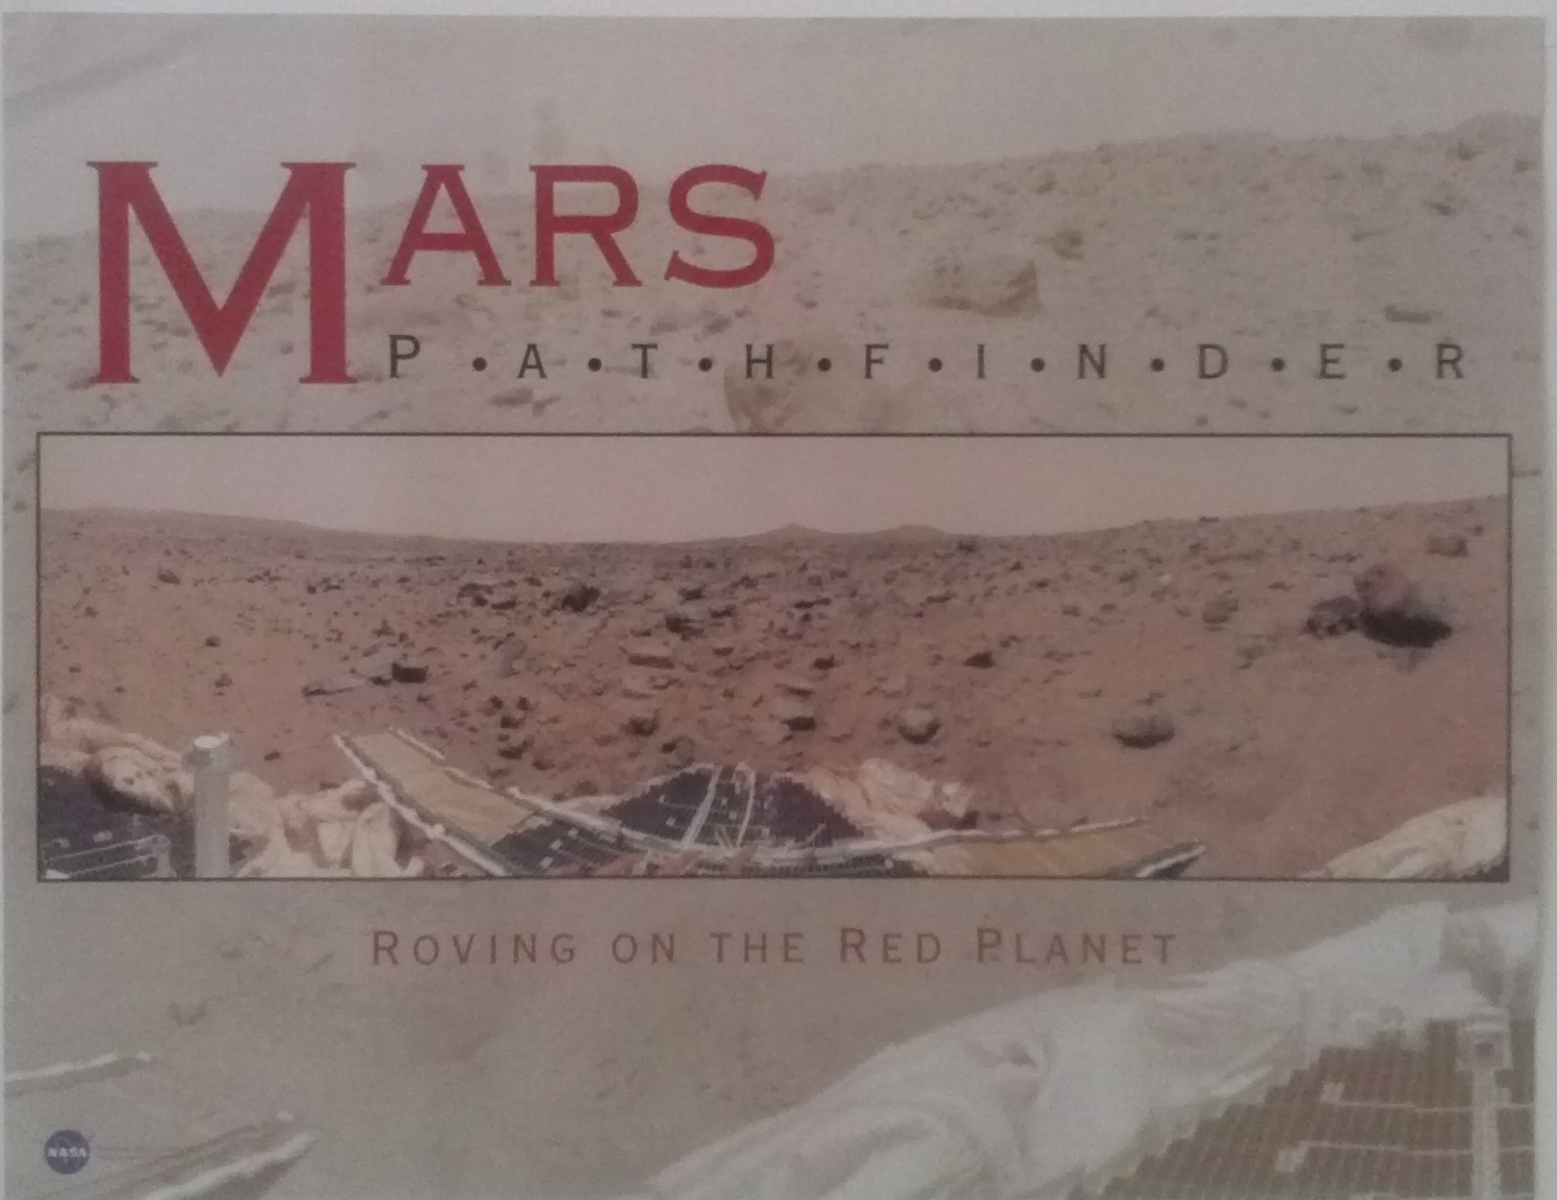 MARS
P•A•T•H•F•I•N•D•E•R
ROVING ON THE RED PLANET
NASA